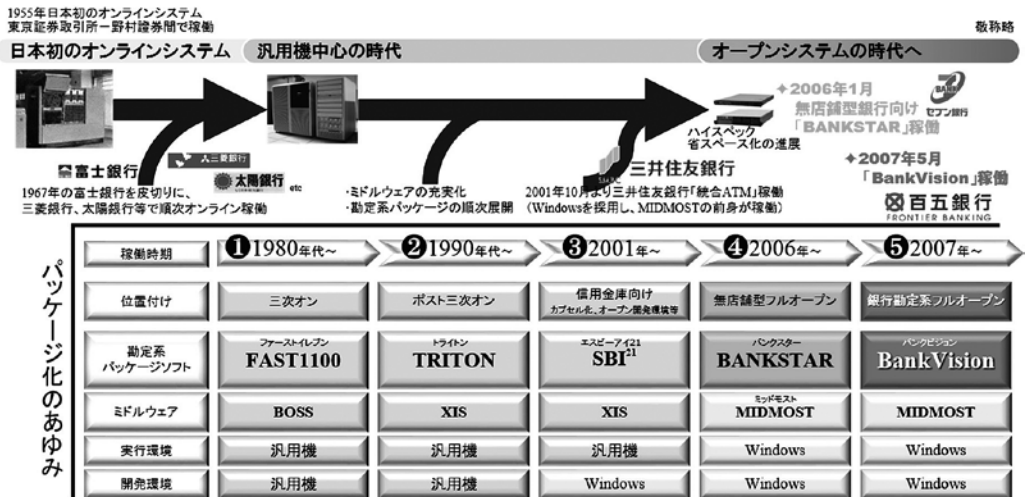 1955年日本初のオンラインシステム
東京証券取引所－野村證券間で稼働
敬称略
日本初のオンラインシステム
汎用機中心の時代
オープンシステムの時代へ
✦2006年1月
無店舗型銀行向け
「BANKSTAR」稼働
BANK
セブン銀行
ハイスペック
省スペース化の進展
✦2007年5月
「BankVision」稼働
百五銀行
FRONTIER BANKING
富士銀行
三菱銀行
太陽銀行
etc
三井住友銀行
1967年の富士銀行を皮切りに、
三菱銀行、太陽銀行等で順次オンライン稼働
・ミドルウェアの充実化
・勘定系パッケージの順次展開
2001年10月より三井住友銀行「統合ATM」稼働
(Windowsを採用し、MIDMOSTの前身が稼働)
パッケージ化のあゆみ
稼働時期
❶1980年代～
❷1990年代～
❸2001年～
❹2006年～
❺2007年～
位置付け
三次オン
ポスト三次オン
信用金庫向け
カプセル化、オープン開発環境等
無店舗型フルオープン
銀行勘定系フルオープン
勘定系
パッケージソフト
ファーストイレブン
FAST1100
トライトン
TRITON
エスビーアイ21
SBI21
バンクスター
BANKSTAR
バンクビジョン
BankVision
ミドルウェア
BOSS
XIS
XIS
ミッドモスト
MIDMOST
MIDMOST
実行環境
汎用機
汎用機
汎用機
Windows
Windows
開発環境
汎用機
汎用機
Windows
Windows
Windows